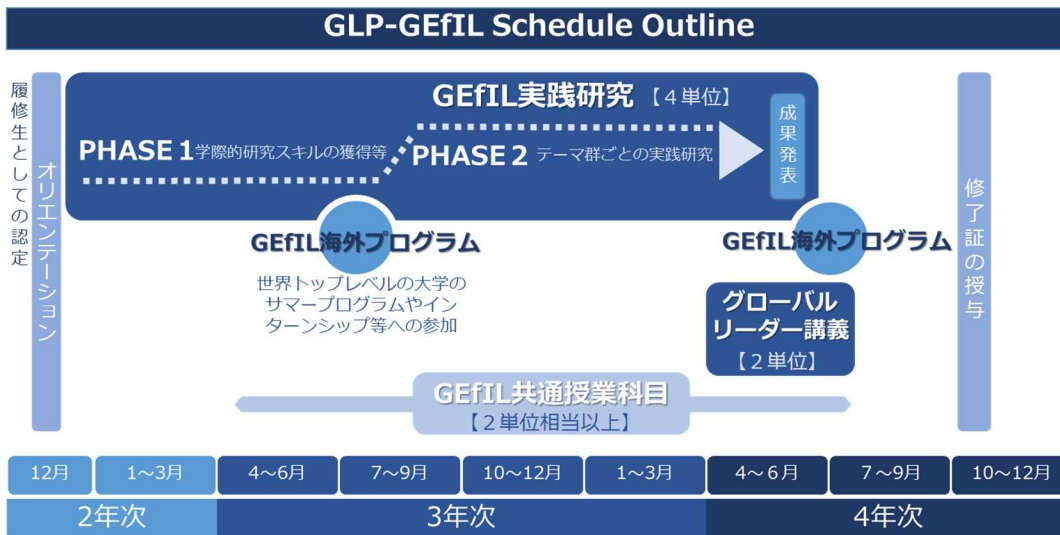 GLP-GEfIL Schedule Outline
履修生としての認定
オリエンテーション
GEfIL実践研究 【４単位】
PHASE 1 学際的研究スキルの獲得等
PHASE 2 テーマ群ごとの実践研究
成果発表
GEfIL海外プログラム
世界トップレベルの大学の
サマープログラムやイン
ターンシップ等への参加
GEfIL海外プログラム
グローバル
リーダー講義
【２単位】
修了証の授与
GEfIL共通授業科目
【２単位相当以上】
12月
1～3月
4～6月
7～9月
10～12月
1～3月
4～６月
7～9月
10～12月
2年次
3年次
4年次